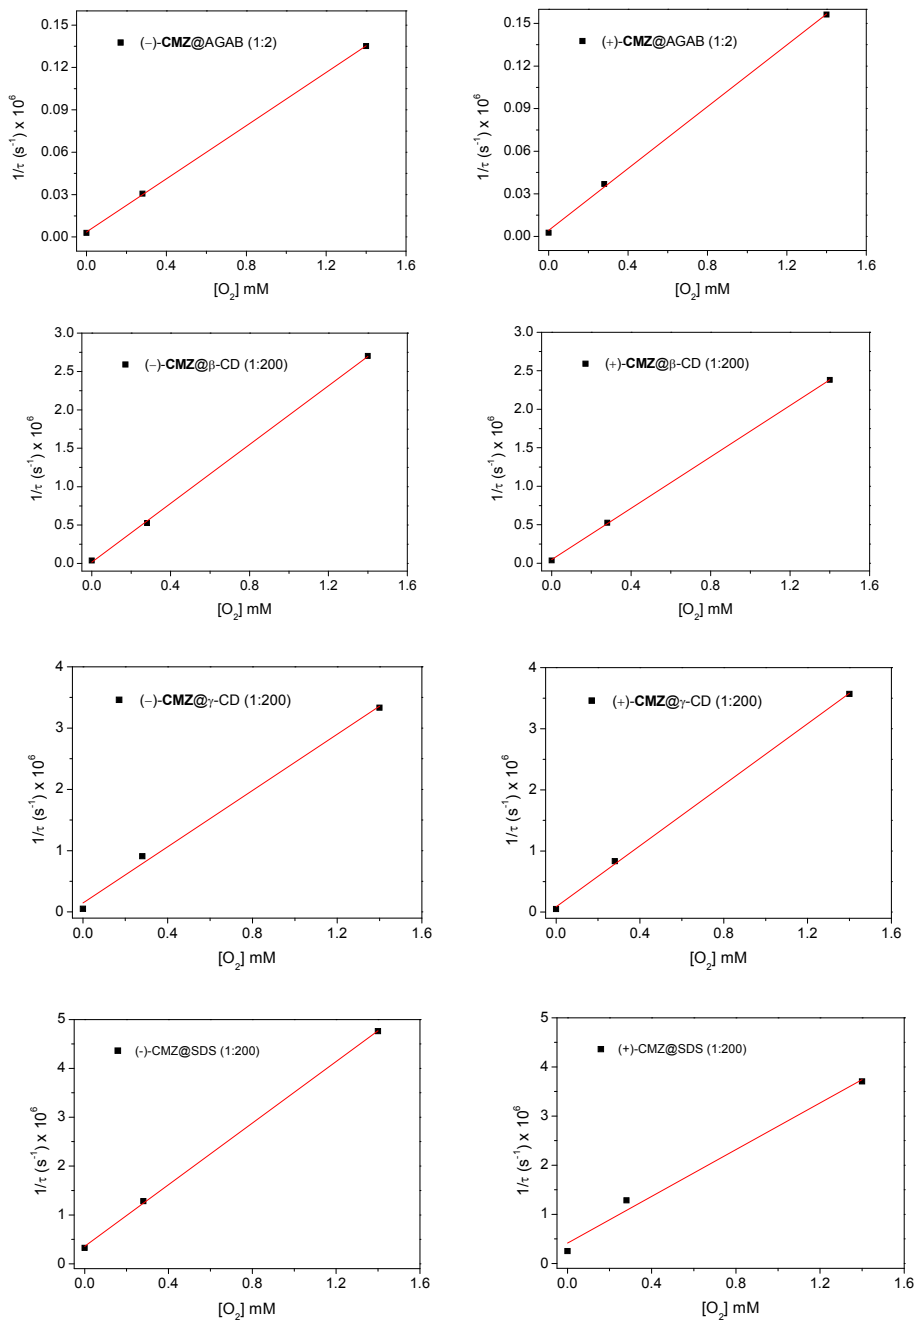 (−)-CMZ@AGAB (1:2)
1/τ (s⁻¹) x 10⁶
0.15
0.12
0.09
0.06
0.03
0.00
0.0 0.4 0.8 1.2 1.6
[O₂] mM
(+)-CMZ@AGAB (1:2)
1/τ (s⁻¹) x 10⁶
0.15
0.12
0.09
0.06
0.03
0.00
0.0 0.4 0.8 1.2 1.6
[O₂] mM
(−)-CMZ@β-CD (1:200)
1/τ (s⁻¹) x 10⁶
3.0
2.5
2.0
1.5
1.0
0.5
0.0
0.0 0.4 0.8 1.2 1.6
[O₂] mM
(+)-CMZ@β-CD (1:200)
1/τ (s⁻¹) x 10⁶
3.0
2.5
2.0
1.5
1.0
0.5
0.0
0.0 0.4 0.8 1.2 1.6
[O₂] mM
(−)-CMZ@γ-CD (1:200)
1/τ (s⁻¹) x 10⁶
4
3
2
1
0
0.0 0.4 0.8 1.2 1.6
[O₂] mM
(+)-CMZ@γ-CD (1:200)
1/τ (s⁻¹) x 10⁶
4
3
2
1
0
0.0 0.4 0.8 1.2 1.6
[O₂] mM
(-)-CMZ@SDS (1:200)
1/τ (s⁻¹) x 10⁶
5
4
3
2
1
0
0.0 0.4 0.8 1.2 1.6
[O₂] mM
(+)-CMZ@SDS (1:200)
1/τ (s⁻¹) x 10⁶
5
4
3
2
1
0
0.0 0.4 0.8 1.2 1.6
[O₂] mM